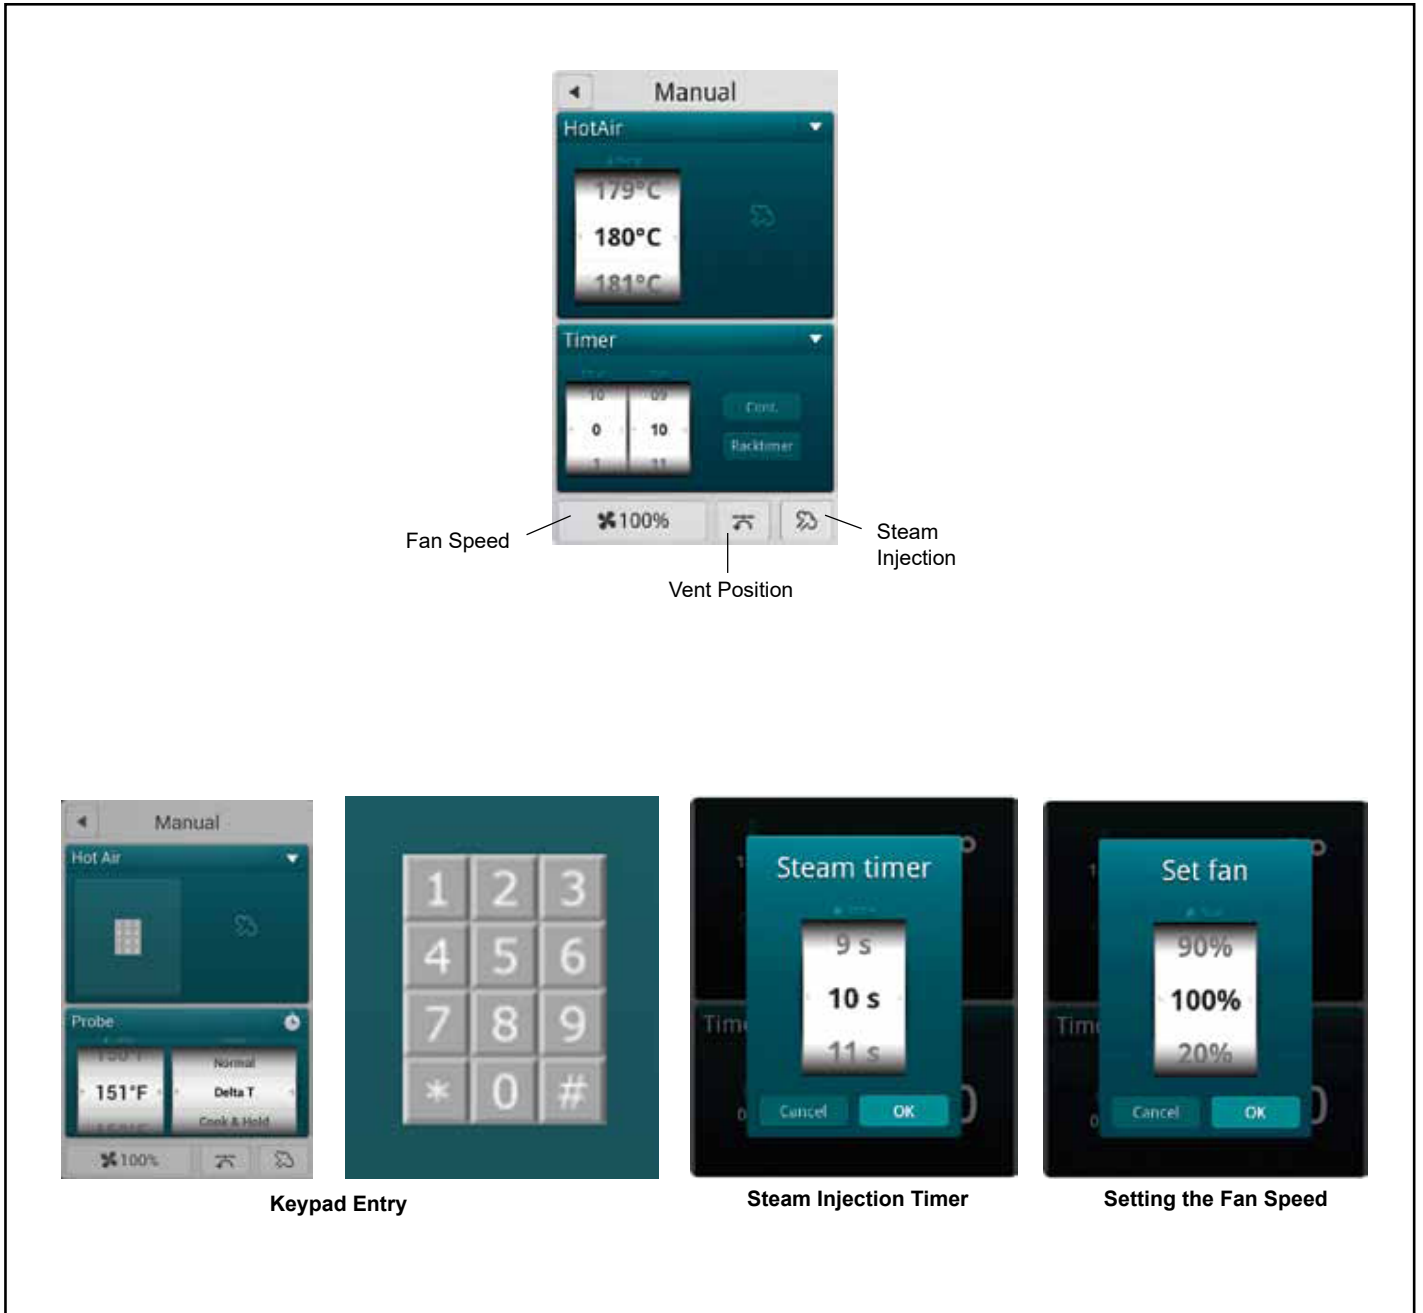 Manual
HotAir
179°C
180°C
181°C
Timer
10 09
0 10
1 11
Cont.
Racktimer
100%
Fan Speed
Vent Position
Steam
Injection
Manual
Hot Air
Probe
150°F
151°F
Normal
Delta T
Cook & Hold
100%
1 2 3
4 5 6
7 8 9
* 0 #
Keypad Entry
Steam timer
9 s
10 s
11 s
Cancel OK
Steam Injection Timer
Set fan
90%
100%
20%
Cancel OK
Setting the Fan Speed